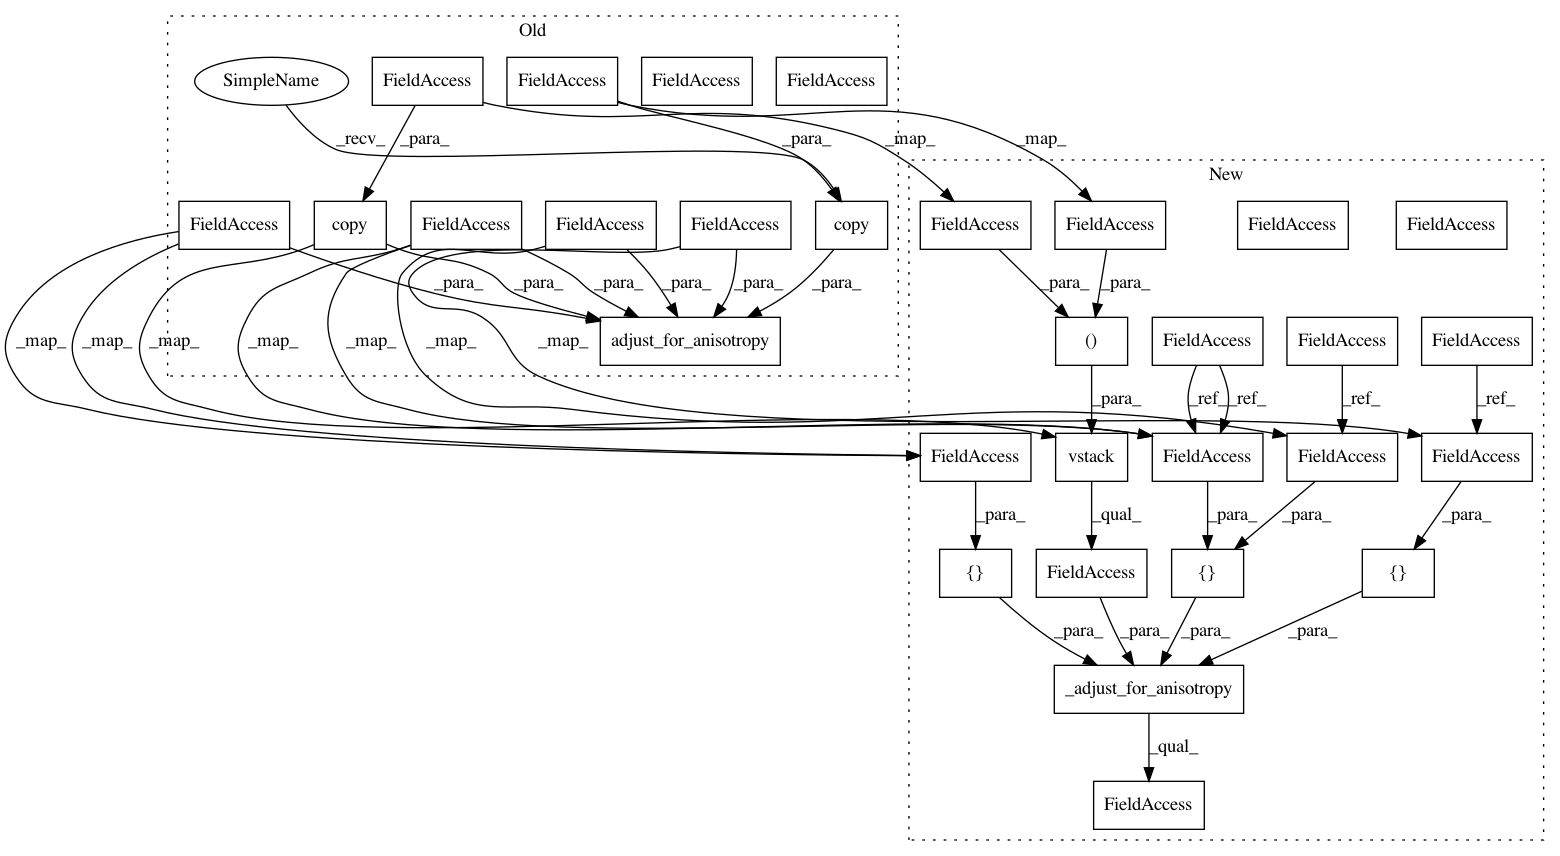 Old
SimpleName
FieldAccess
FieldAccess
FieldAccess
FieldAccess
_recv_
_para_
_para_
_map_
_map_
New
FieldAccess
copy
FieldAccess
FieldAccess
FieldAccess
copy
FieldAccess
FieldAccess
FieldAccess
FieldAccess
_para_
_para_
_para_
_para_
_para_
_para_
_para_
_para_
_map_
_map_
_map_
_map_
_map_
_map_
_map_
adjust_for_anisotropy
()
FieldAccess
FieldAccess
FieldAccess
_para_
_ref_
_ref_
_ref_
_ref_
FieldAccess
vstack
FieldAccess
FieldAccess
FieldAccess
_para_
_qual_
_para_
_para_
_para_
{}
FieldAccess
{}
{}
_para_
_para_
_para_
_para_
_adjust_for_anisotropy
_qual_
FieldAccess